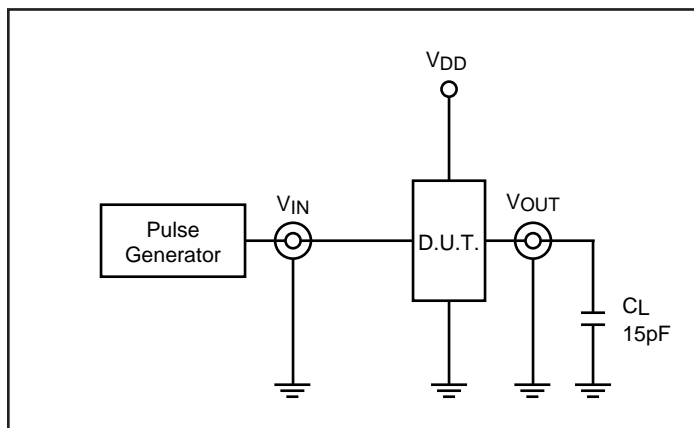 VDD
VIN
VOUT
Pulse
Generator
D.U.T.
CL
15pF